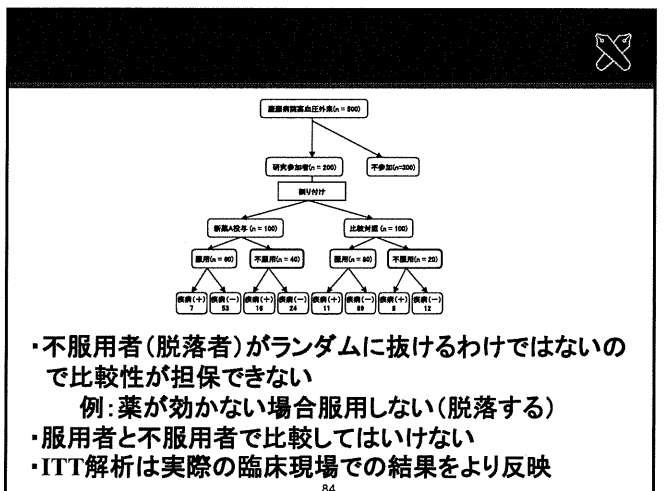 慶應病院高血圧外来(n = 500)
研究参加者(n = 200)
不参加(n=300)
割り付け
新薬A投与 (n = 100)
比較対照 (n = 100)
服用(n = 60)
不服用(n = 40)
服用(n = 80)
不服用(n = 20)
疾病(+) 疾病(-) 疾病(+) 疾病(-) 疾病(+) 疾病(-) 疾病(+) 疾病(-)
7 53 16 24 11 69 8 12
・不服用者(脱落者)がランダムに抜けるわけではないの
で比較性が担保できない
例:薬が効かない場合服用しない(脱落する)
・服用者と不服用者で比較してはいけない
・ITT解析は実際の臨床現場での結果をより反映
84